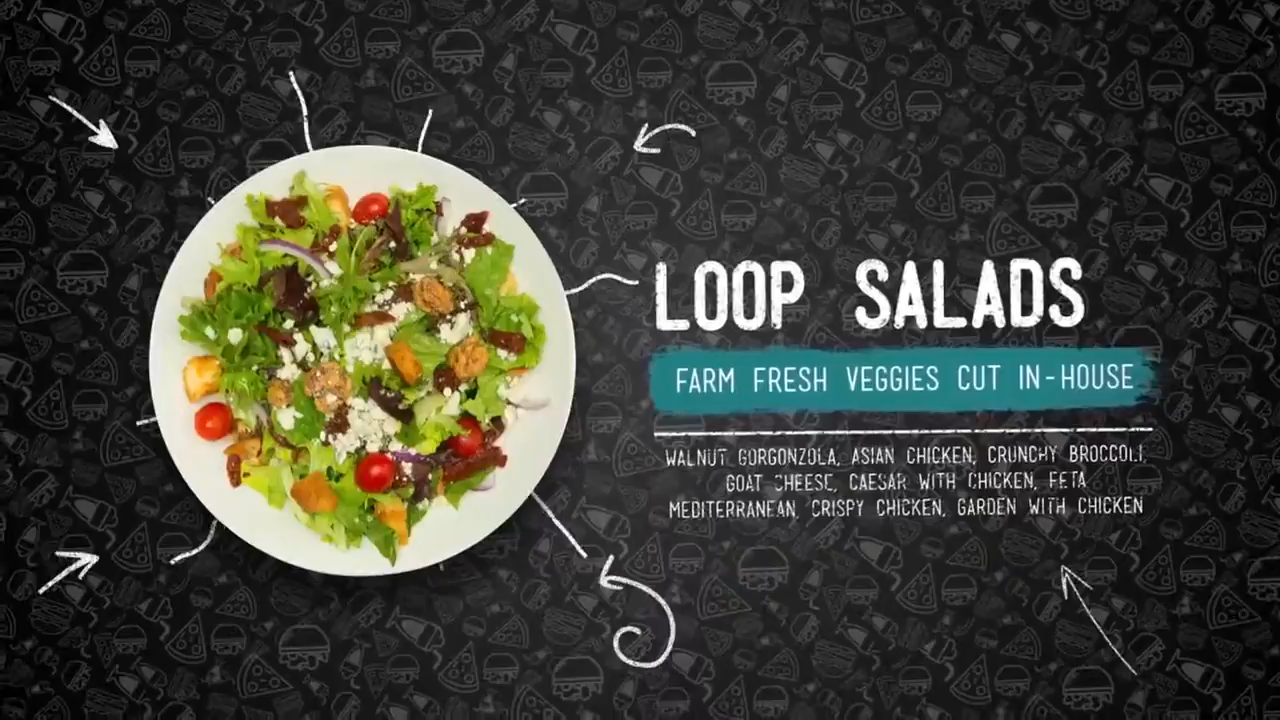 LOOP SALADS
FARM FRESH VEGGIES CUT IN-HOUSE
WALNUT GORGONZOLA, ASIAN CHICKEN, CRUNCHY BROCCOLI,
GOAT CHEESE, CAESAR WITH CHICKEN, FETA
MEDITERRANEAN, CRISPY CHICKEN, GARDEN WITH CHICKEN